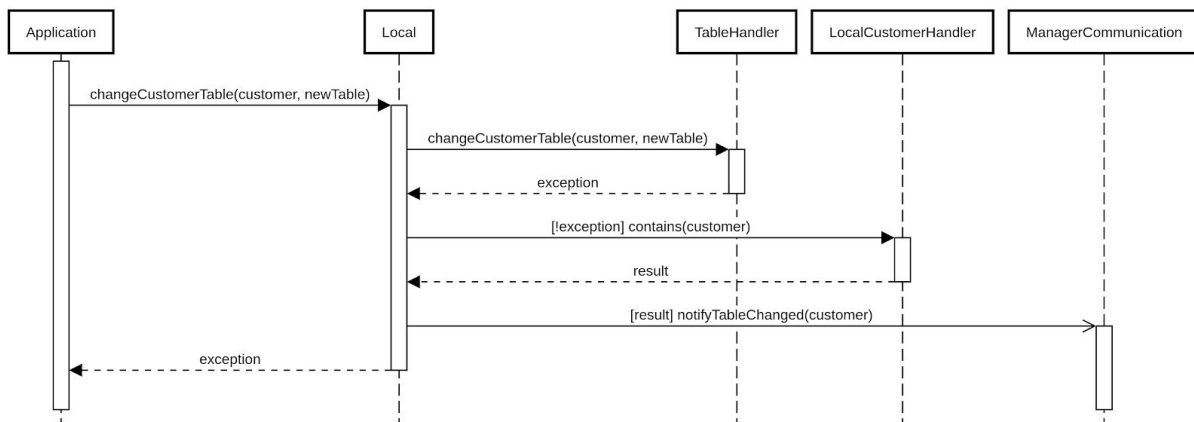 Application
Local
TableHandler
LocalCustomerHandler
ManagerCommunication
changeCustomerTable(customer, newTable)
changeCustomerTable(customer, newTable)
exception
[!exception] contains(customer)
result
[result] notifyTableChanged(customer)
exception